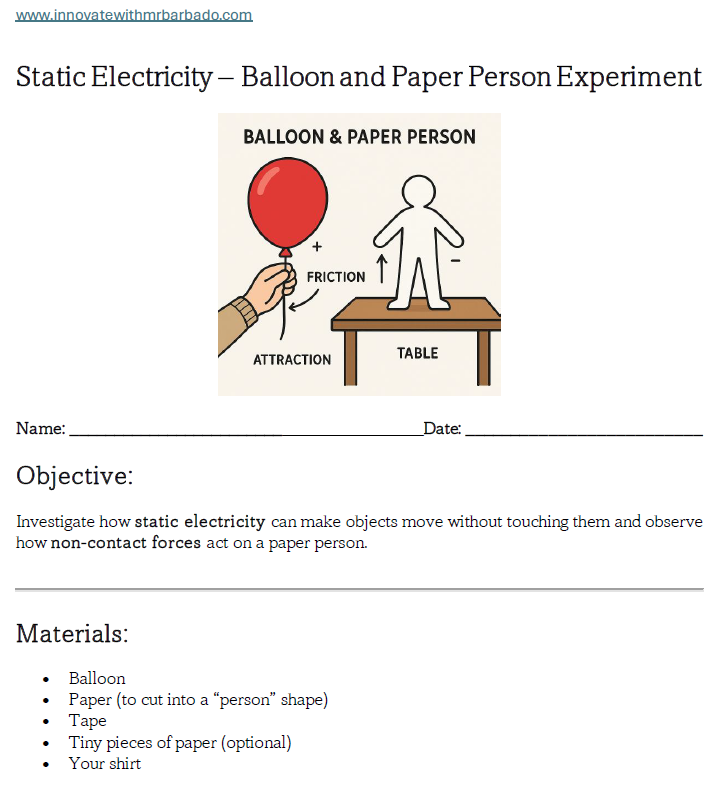 www.innovatewithmrbarbado.com
Static Electricity – Balloon and Paper Person Experiment
BALLOON & PAPER PERSON
+
FRICTION
–
ATTRACTION
TABLE
Name: ______________________________________Date: _________________________
Objective:
Investigate how static electricity can make objects move without touching them and observe
how non-contact forces act on a paper person.
Materials:
• Balloon
• Paper (to cut into a “person” shape)
• Tape
• Tiny pieces of paper (optional)
• Your shirt